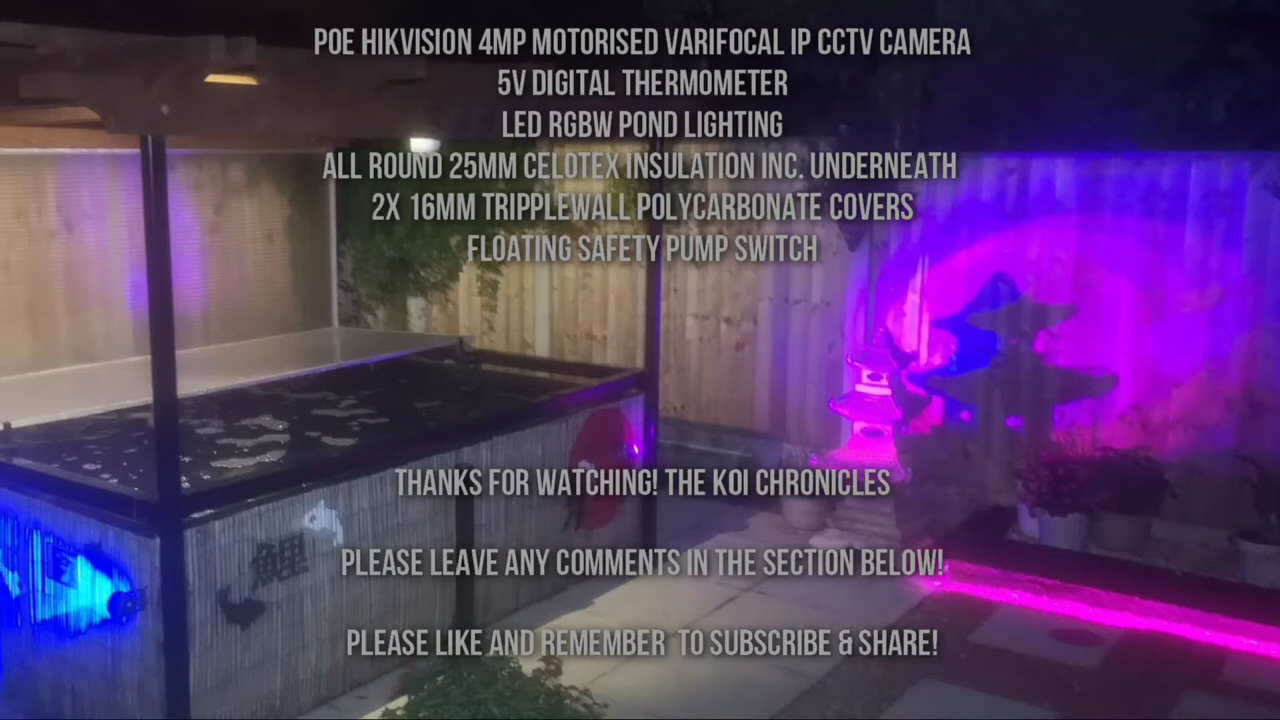 POE HIKVISION 4MP MOTORISED VARIFOCAL IP CCTV CAMERA
5V DIGITAL THERMOMETER
LED RGBW POND LIGHTING
ALL ROUND 25MM CELOTEX INSULATION INC. UNDERNEATH
2X 16MM TRIPPLEWALL POLYCARBONATE COVERS
FLOATING SAFETY PUMP SWITCH
鯉
THANKS FOR WATCHING! THE KOI CHRONICLES
PLEASE LEAVE ANY COMMENTS IN THE SECTION BELOW!
PLEASE LIKE AND REMEMBER TO SUBSCRIBE & SHARE!